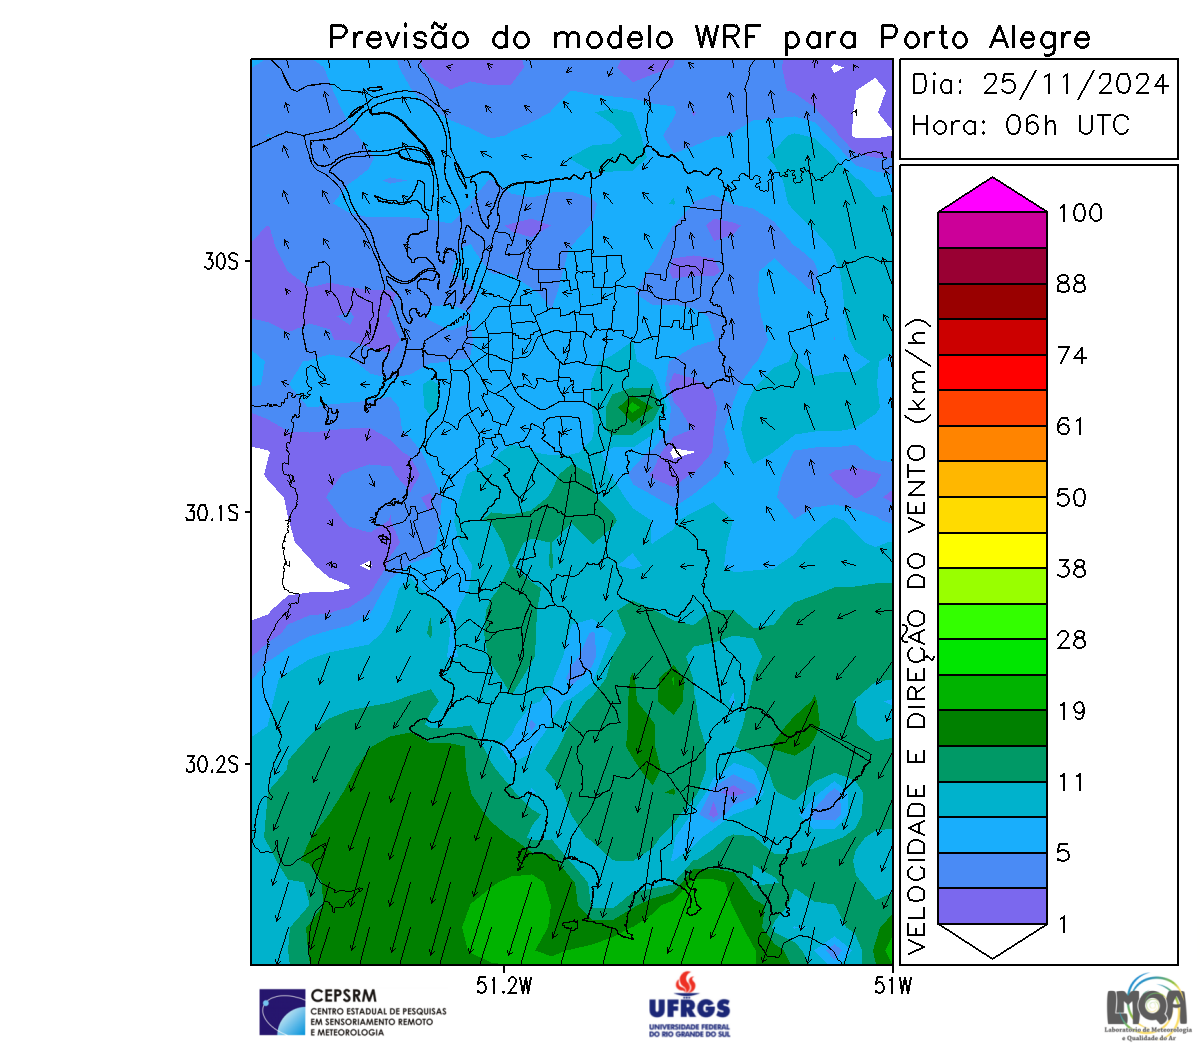 Previsão do modelo WRF para Porto Alegre
Dia: 25/11/2024
Hora: 06h UTC
100
88
74
61
50
38
28
19
11
5
1
VELOCIDADE E DIREÇÃO DO VENTO (km/h)
30S
30.1S
30.2S
51.2W
51W
CEPSRM
CENTRO ESTADUAL DE PESQUISAS
EM SENSORIAMENTO REMOTO
E METEOROLOGIA
UFRGS
UNIVERSIDADE FEDERAL
DO RIO GRANDE DO SUL
LMQA
Laboratório de Meteorologia
e Qualidade do Ar